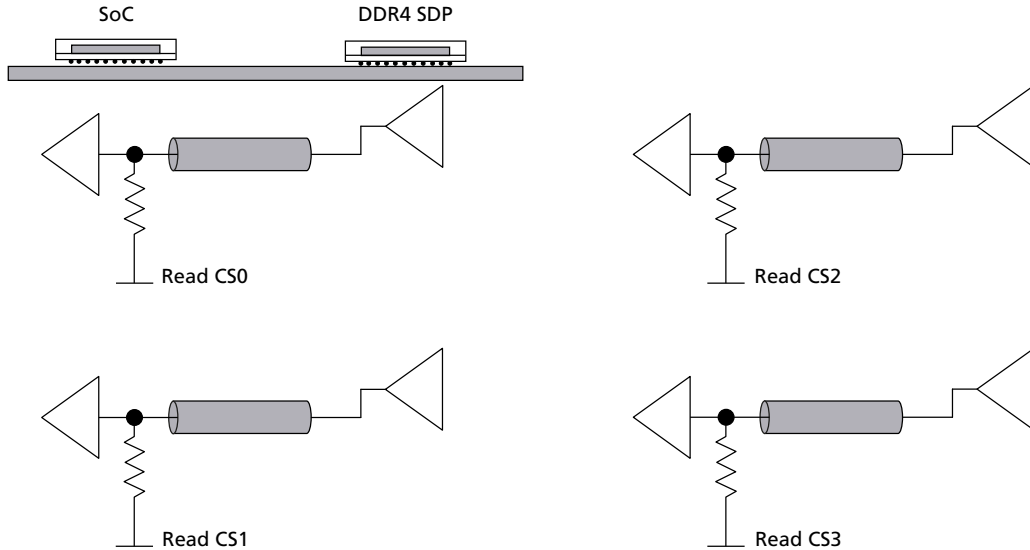 SoC
DDR4 SDP
Read CS0
Read CS2
Read CS1
Read CS3